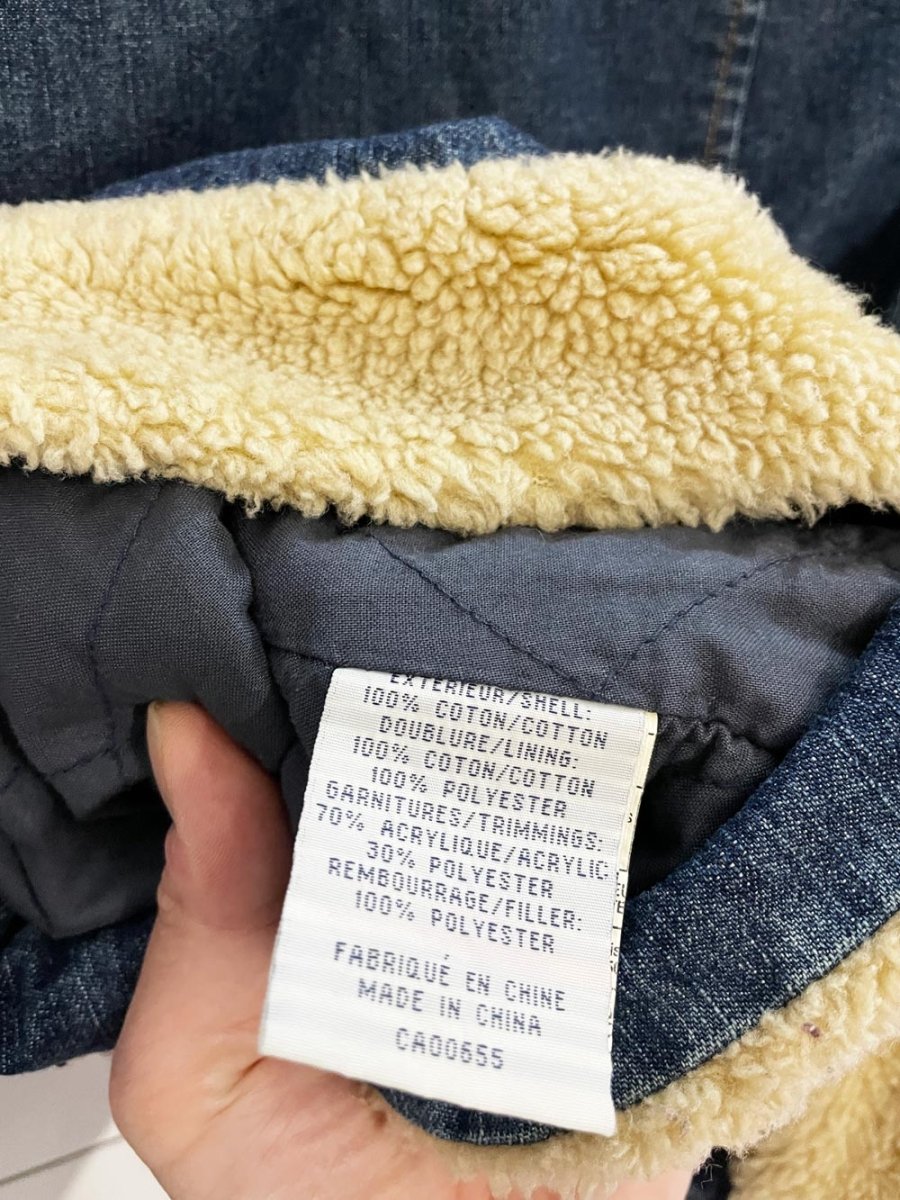 EXTERIEUR/SHELL:
100% COTON/COTTON
DOUBLURE/LINING:
100% COTON/COTTON
100% POLYESTER
GARNITURES/TRIMMINGS:
70% ACRYLIQUE/ACRYLIC
30% POLYESTER
REMBOURRAGE/FILLER:
100% POLYESTER
FABRIQUÉ EN CHINE
MADE IN CHINA
CA00655